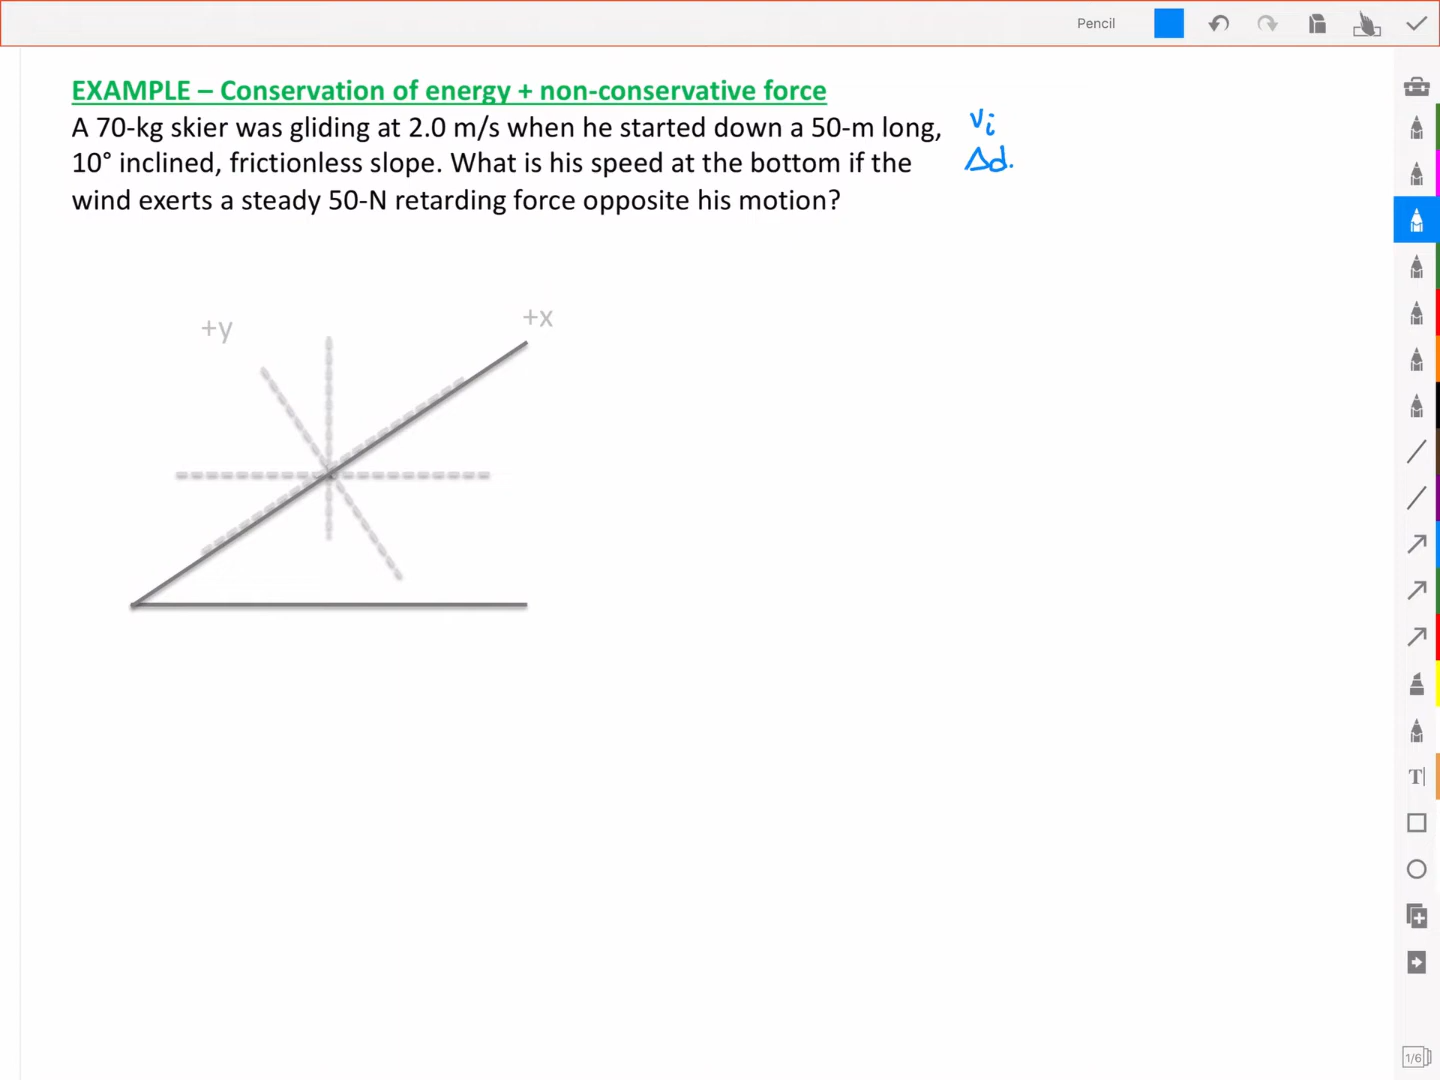 Pencil
EXAMPLE – Conservation of energy + non-conservative force
A 70-kg skier was gliding at 2.0 m/s when he started down a 50-m long,
10° inclined, frictionless slope. What is his speed at the bottom if the
wind exerts a steady 50-N retarding force opposite his motion?
vi
Δd.
+y
+x
T
1/6